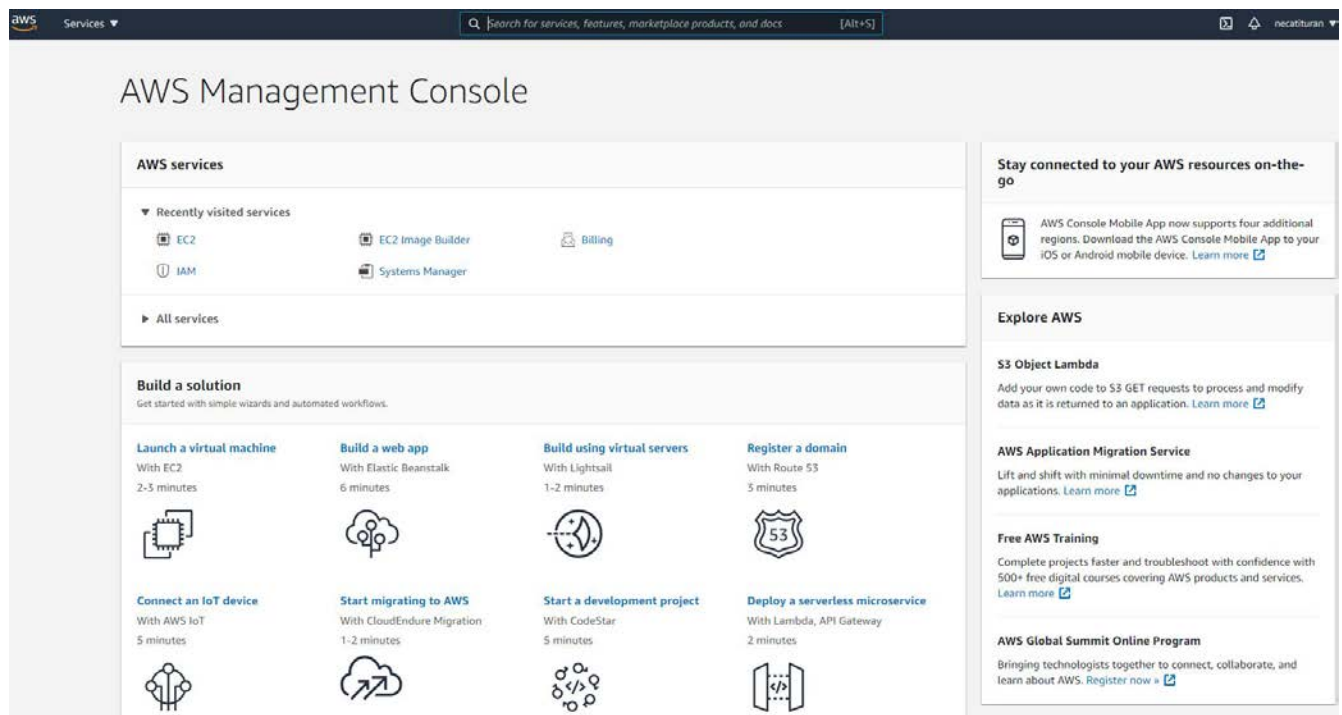 aws
Services
Search for services, features, marketplace products, and docs
[Alt+S]
necatituran
AWS Management Console
AWS services
Recently visited services
EC2
EC2 Image Builder
Billing
IAM
Systems Manager
All services
Build a solution
Get started with simple wizards and automated workflows.
Launch a virtual machine
With EC2
2-3 minutes
Build a web app
With Elastic Beanstalk
6 minutes
Build using virtual servers
With Lightsail
1-2 minutes
Register a domain
With Route 53
3 minutes
53
Connect an IoT device
With AWS IoT
5 minutes
Start migrating to AWS
With CloudEndure Migration
1-2 minutes
Start a development project
With CodeStar
5 minutes
</>
Deploy a serverless microservice
With Lambda, API Gateway
2 minutes
</>
Stay connected to your AWS resources on-the-
go
AWS Console Mobile App now supports four additional
regions. Download the AWS Console Mobile App to your
iOS or Android mobile device. Learn more
Explore AWS
S3 Object Lambda
Add your own code to S3 GET requests to process and modify
data as it is returned to an application. Learn more
AWS Application Migration Service
Lift and shift with minimal downtime and no changes to your
applications. Learn more
Free AWS Training
Complete projects faster and troubleshoot with confidence with
500+ free digital courses covering AWS products and services.
Learn more
AWS Global Summit Online Program
Bringing technologists together to connect, collaborate, and
learn about AWS. Register now »